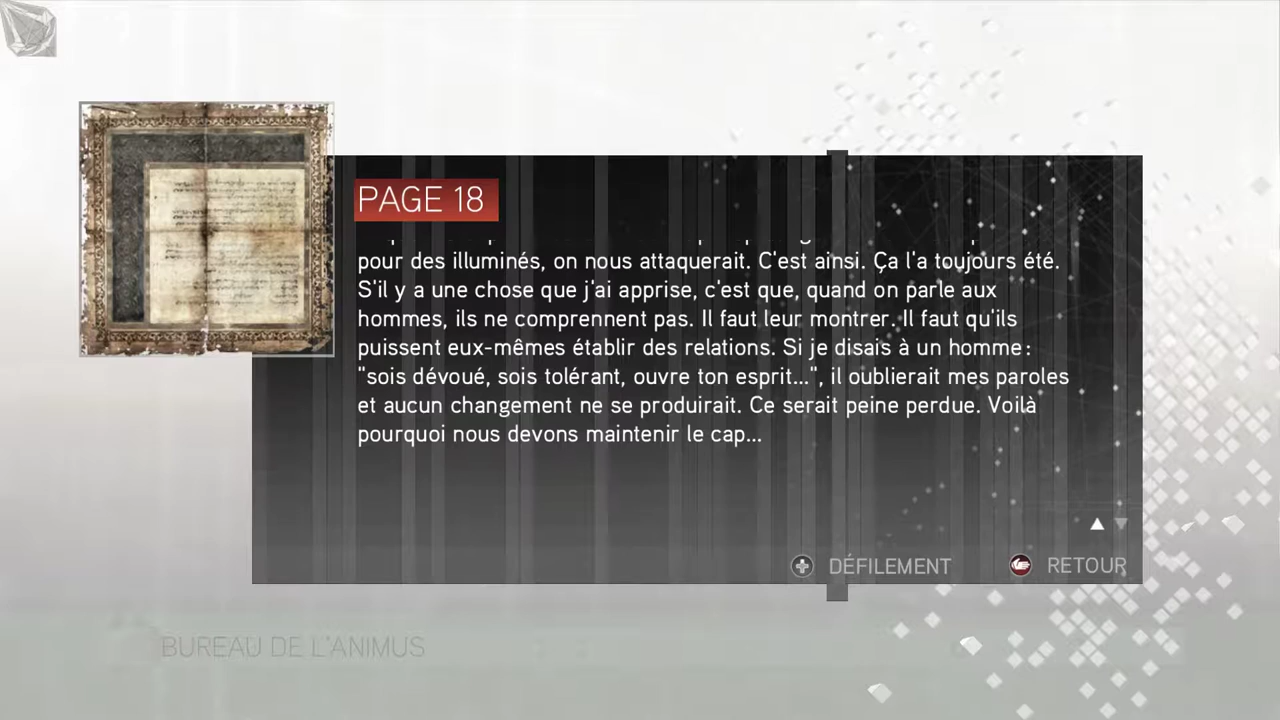 PAGE 18
pour des illuminés, on nous attaquerait. C'est ainsi. Ça l'a toujours été.
S'il y a une chose que j'ai apprise, c'est que, quand on parle aux
hommes, ils ne comprennent pas. Il faut leur montrer. Il faut qu'ils
puissent eux-mêmes établir des relations. Si je disais à un homme :
"sois dévoué, sois tolérant, ouvre ton esprit...", il oublierait mes paroles
et aucun changement ne se produirait. Ce serait peine perdue. Voilà
pourquoi nous devons maintenir le cap...
DÉFILEMENT
RETOUR
BUREAU DE L'ANIMUS